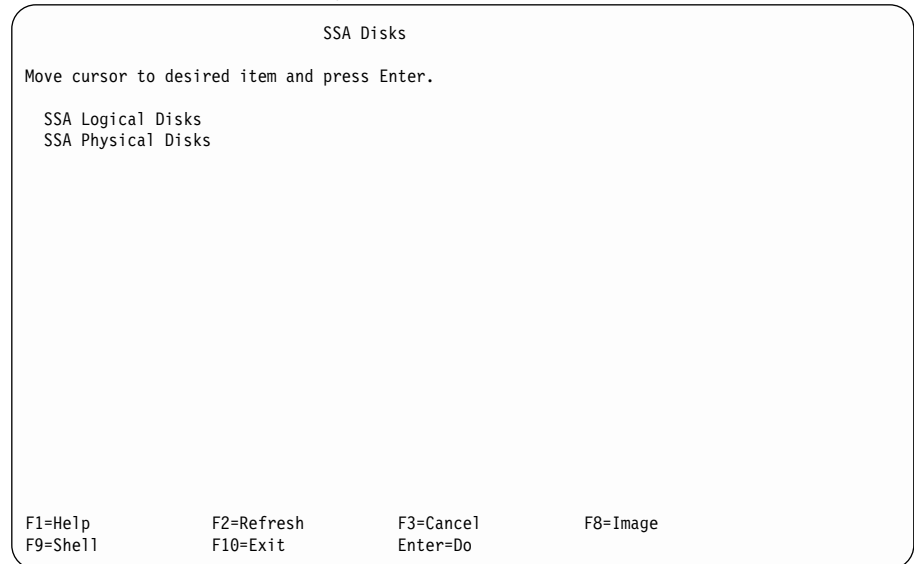 SSA Disks
Move cursor to desired item and press Enter.
SSA Logical Disks
SSA Physical Disks
F1=Help F2=Refresh F3=Cancel F8=Image
F9=Shell F10=Exit Enter=Do